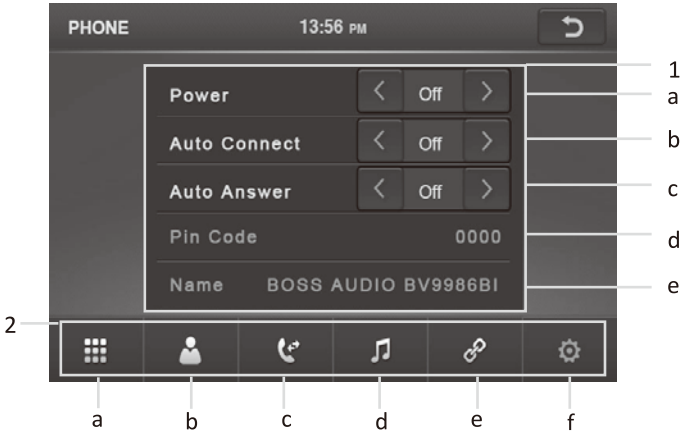 PHONE 13:56 PM
1
Power Off a
Auto Connect Off b
Auto Answer Off c
Pin Code 0000 d
Name BOSS AUDIO BV9986BI e
2
a b c d e f